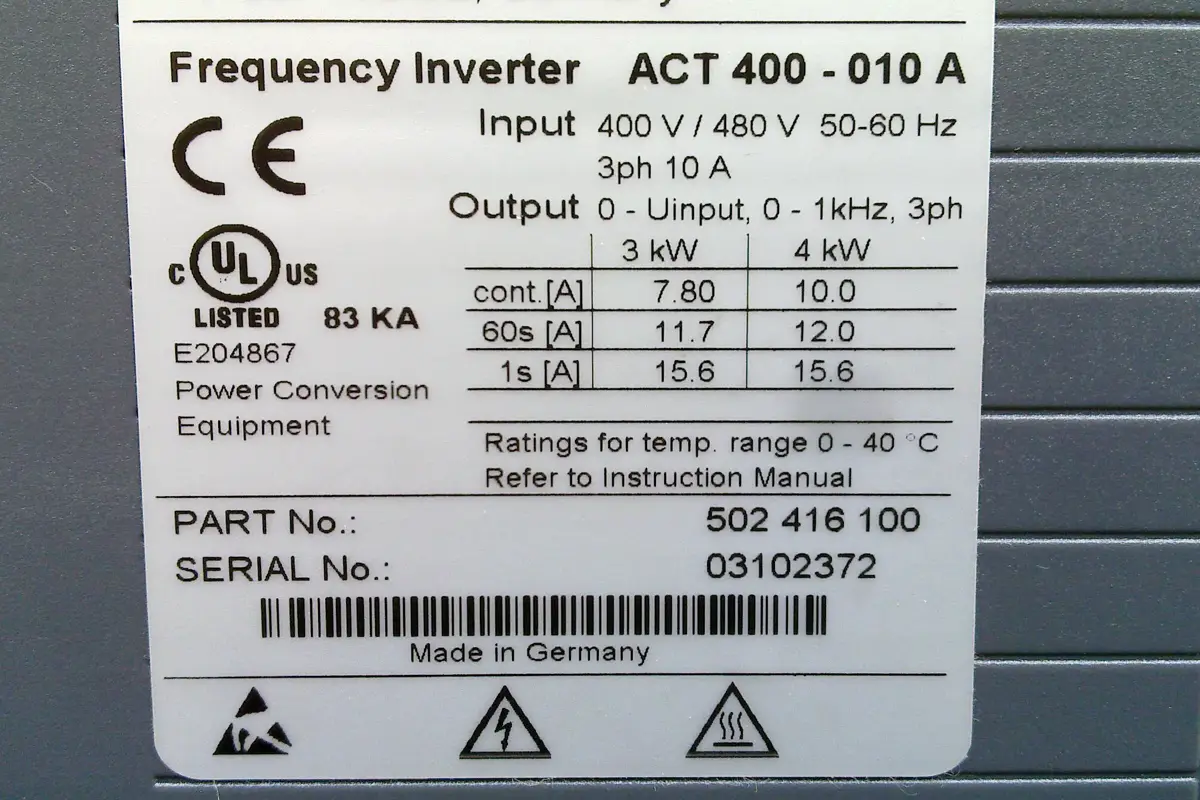 Frequency Inverter ACT 400 - 010 A
CE
Input 400 V / 480 V 50-60 Hz
3ph 10 A
Output 0 - Uinput, 0 - 1kHz, 3ph
3 kW 4 kW
C UL US
cont.[A] 7.80 10.0
LISTED 83 KA
60s [A] 11.7 12.0
E204867
1s [A] 15.6 15.6
Power Conversion
Equipment
Ratings for temp. range 0 - 40 °C
Refer to Instruction Manual
PART No.: 502 416 100
SERIAL No.: 03102372
Made in Germany